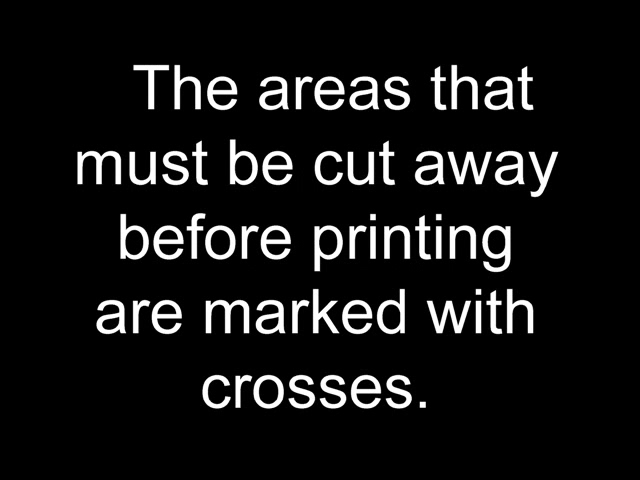 The areas that
must be cut away
before printing
are marked with
crosses.